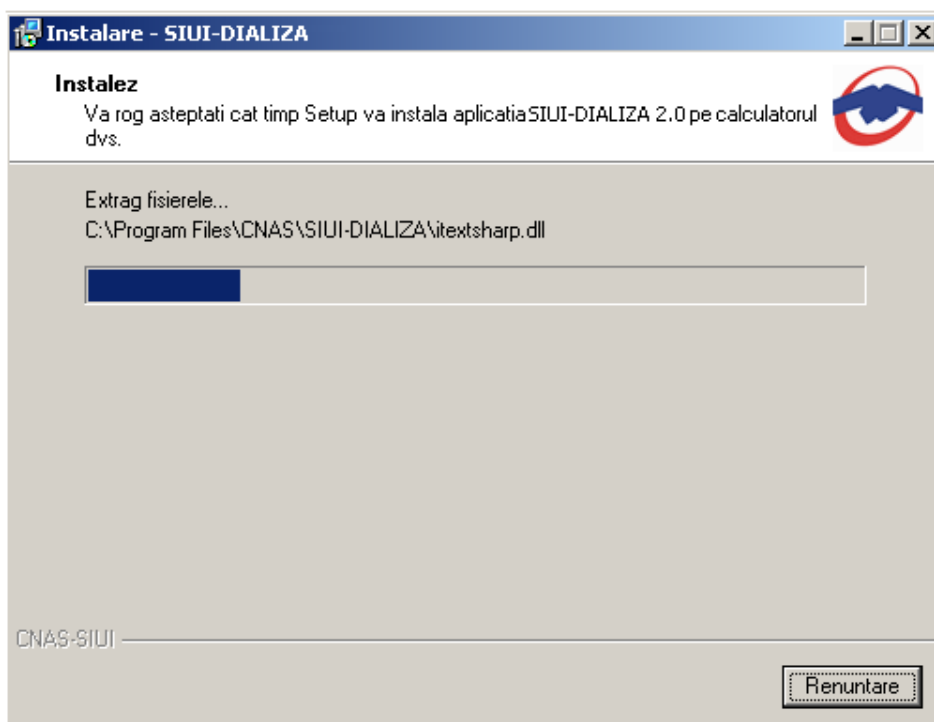 Instalare - SIUI-DIALIZA
Instalez
Va rog asteptati cat timp Setup va instala aplicatiaSIUI-DIALIZA 2.0 pe calculatorul
dvs.
Extrag fisierele...
C:\Program Files\CNAS\SIUI-DIALIZA\itextsharp.dll
CNAS-SIUI
Renuntare